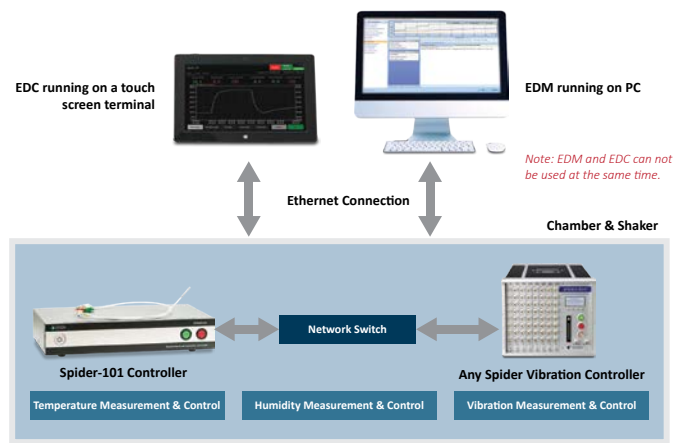 EDC running on a touch
screen terminal
EDM running on PC
Note: EDM and EDC can not
be used at the same time.
Ethernet Connection
Chamber & Shaker
Network Switch
Spider-101 Controller
Any Spider Vibration Controller
Temperature Measurement & Control
Humidity Measurement & Control
Vibration Measurement & Control